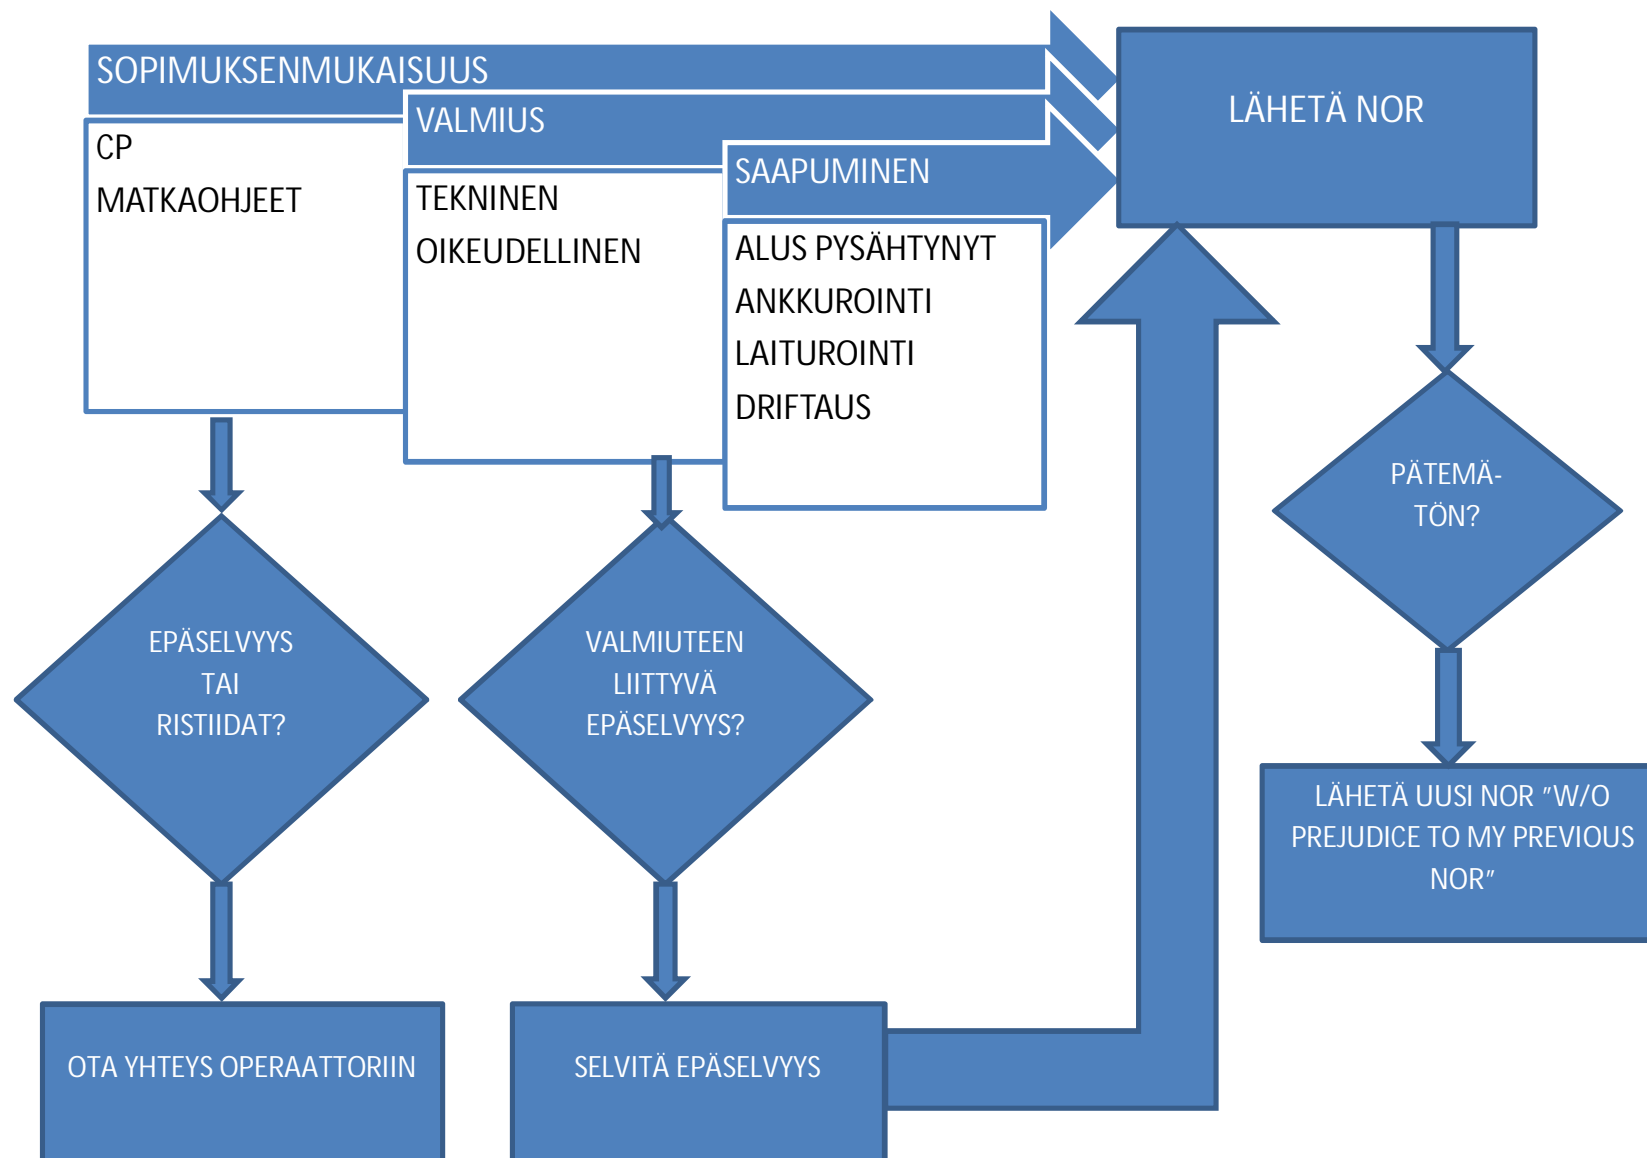 SOPIMUKSENMUKAISUUS
CP
MATKAOHJEET
VALMIUS
TEKNINEN
OIKEUDELLINEN
SAAPUMINEN
ALUS PYSÄHTYNYT
ANKKUROINTI
LAITUROINTI
DRIFTAUS
LÄHETÄ NOR
PÄTEMÄ-
TÖN?
LÄHETÄ UUSI NOR "W/O
PREJUDICE TO MY PREVIOUS
NOR"
EPÄSELVYYS
TAI
RISTIIDAT?
VALMIUTEEN
LIITTYVÄ
EPÄSELVYYS?
OTA YHTEYS OPERAATTORIIN
SELVITÄ EPÄSELVYYS